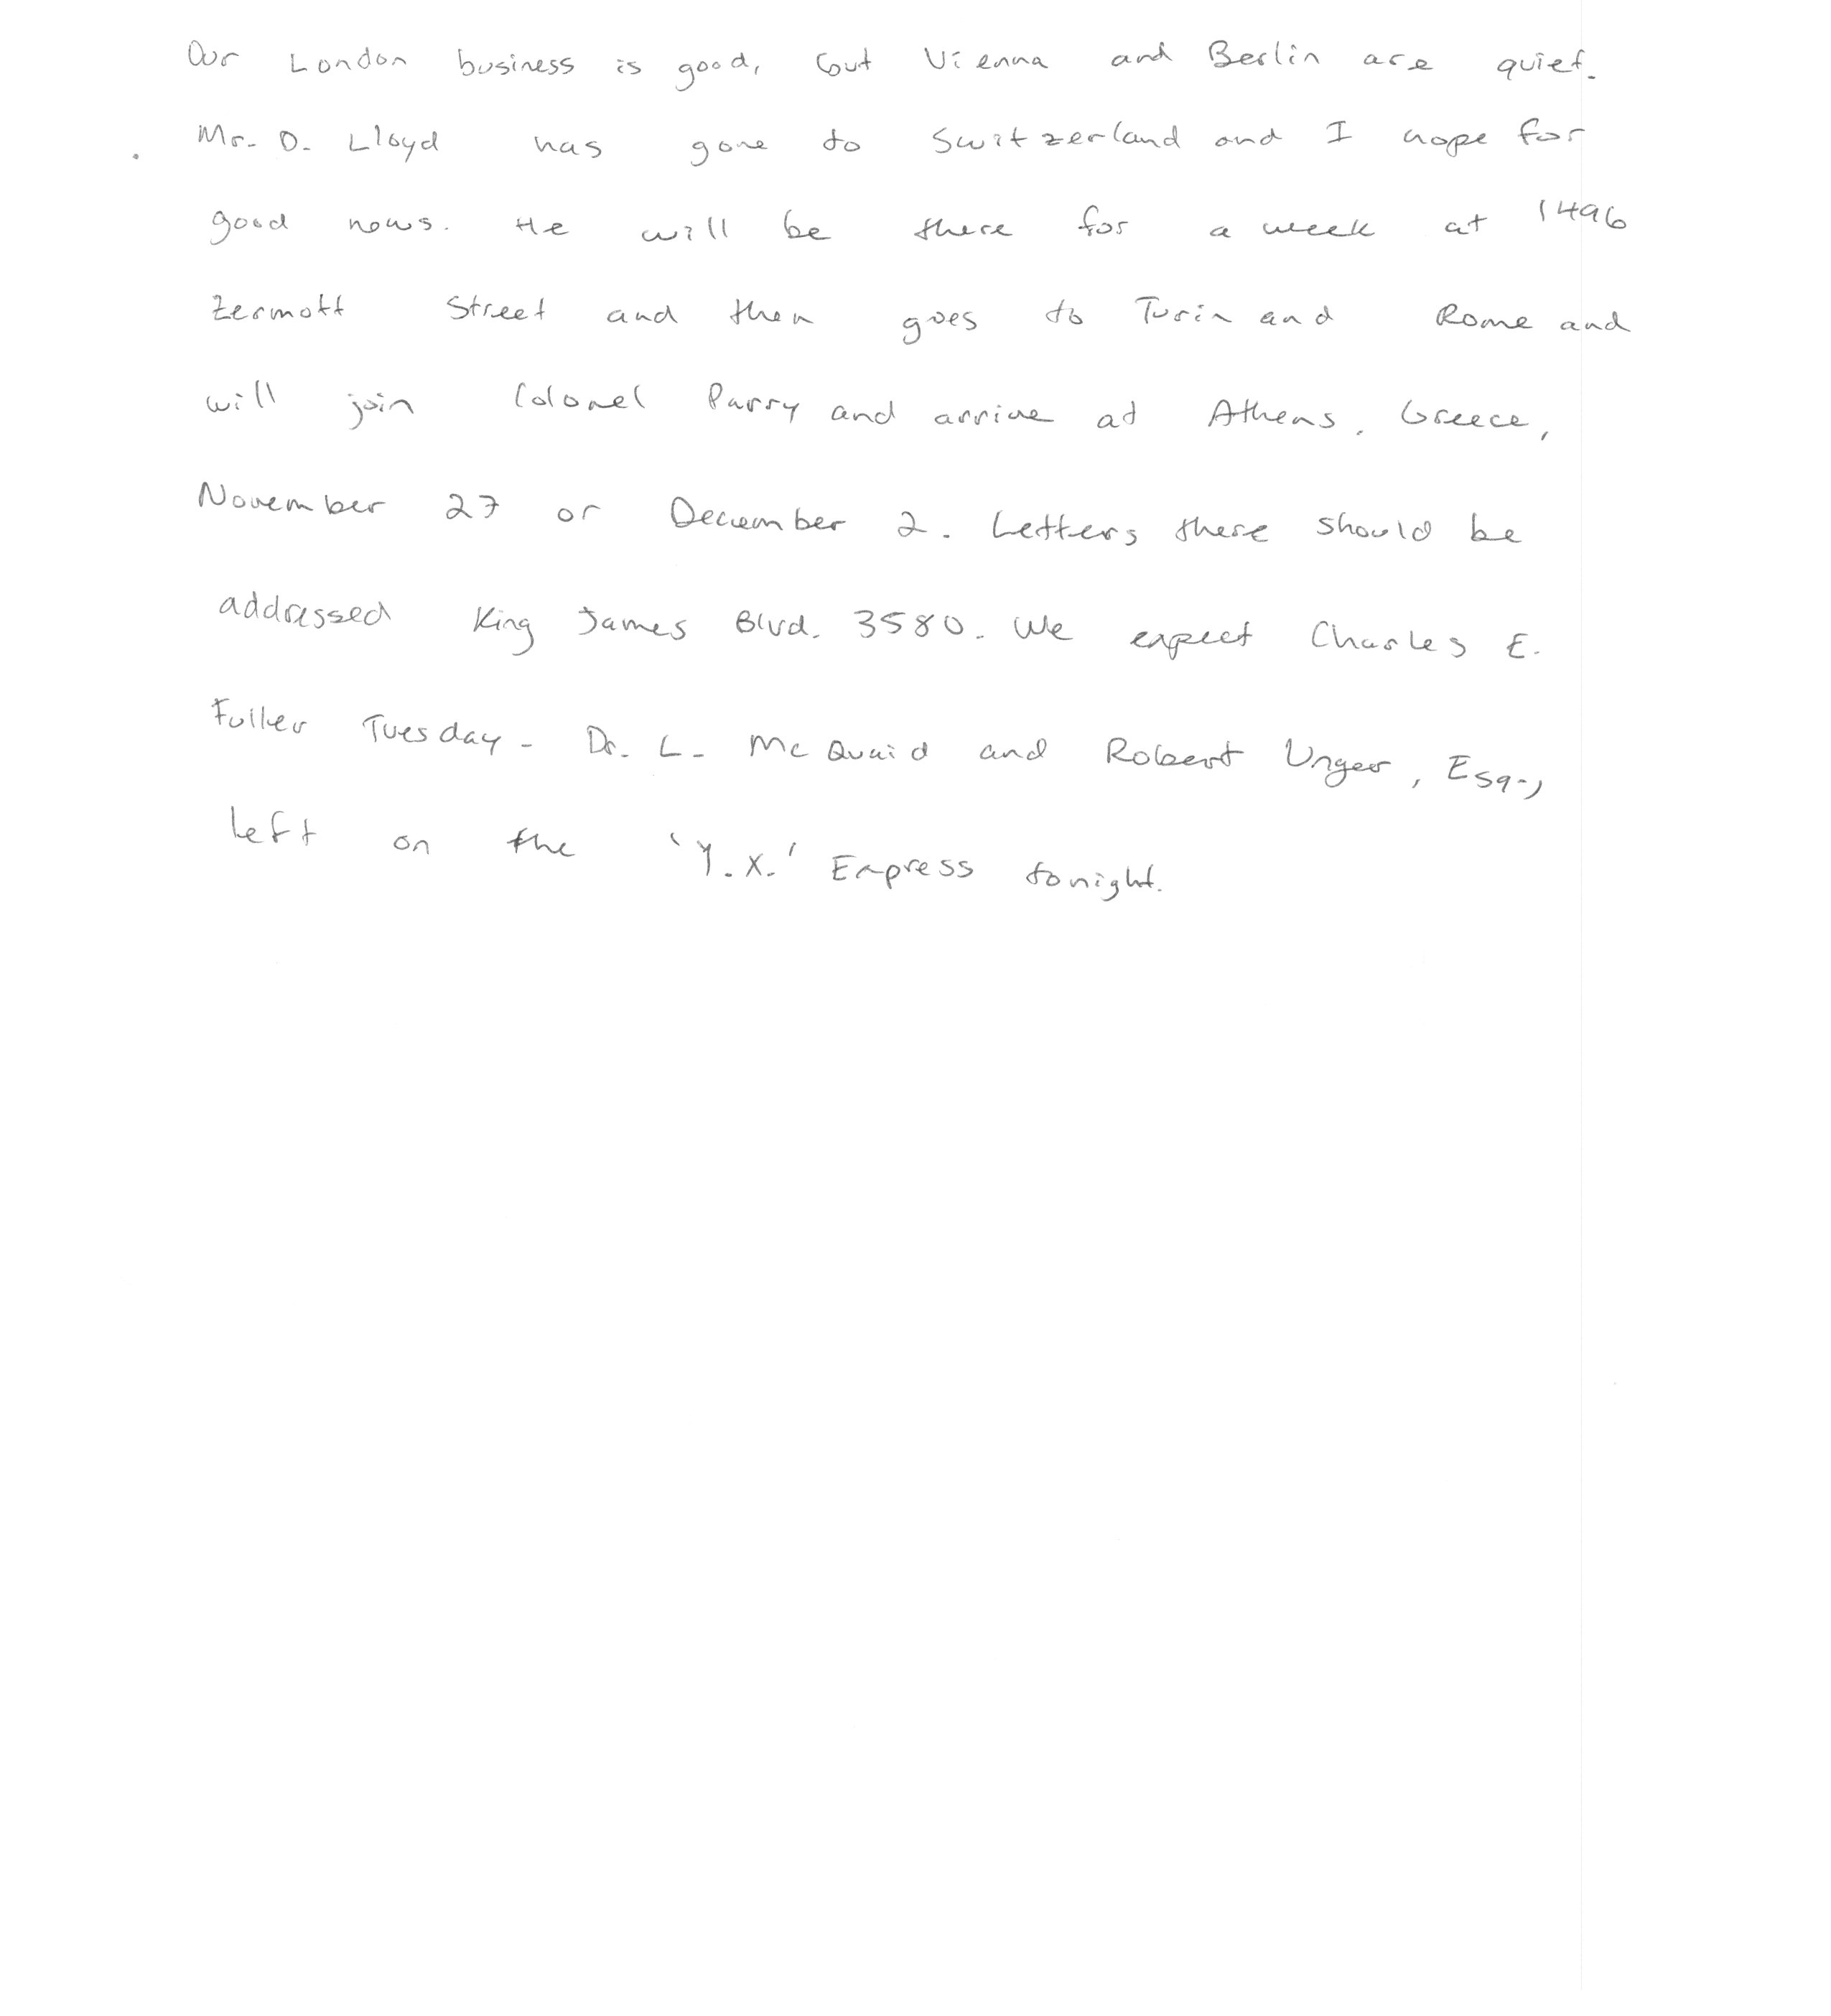 Our London business is good, but Vienna and Berlin are quiet.
Mr. D. Lloyd has gone to Switzerland and I hope for
good news. He will be there for a week at 1496
Zermott Street and then goes to Turin and Rome and
will join Colonel Parry and arrive at Athens, Greece,
November 27 or December 2. Letters there should be
addressed King James Blvd. 3580. We expect Charles E.
Fuller Tuesday. Dr. L. McQuaid and Robert Unger, Esq.,
left on the 'Y.X.' Express tonight.